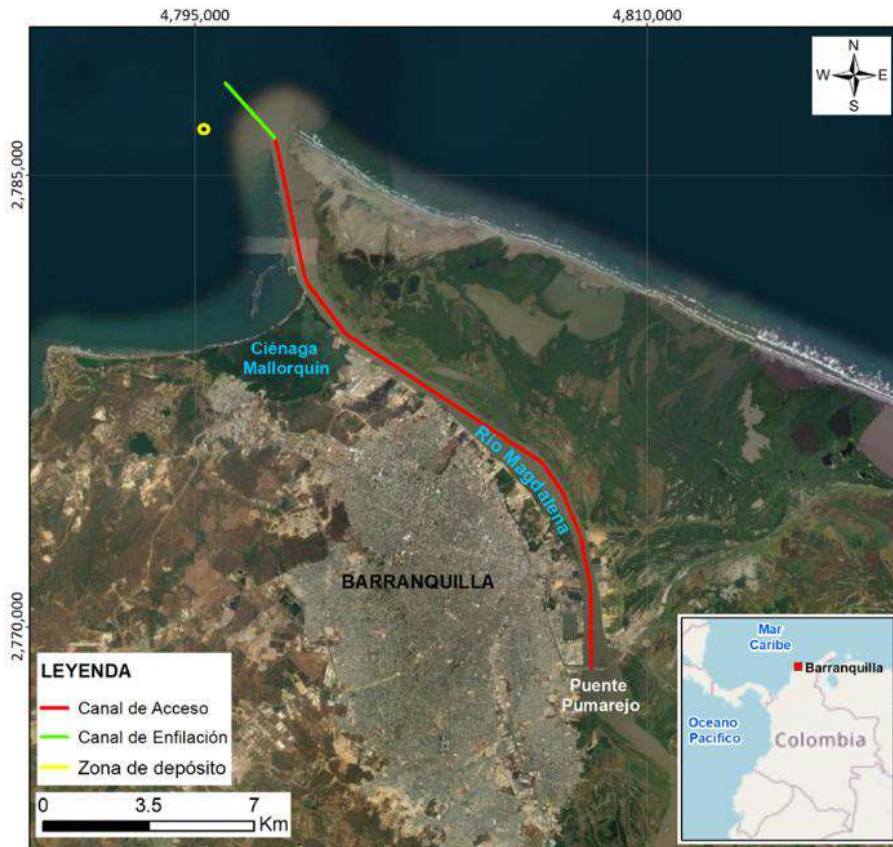 4,795,000
4,810,000
N
W
E
S
2,785,000
Ciénaga
Mallorquín
Río Magdalena
BARRANQUILLA
2,770,000
Puente
Pumarejo
LEYENDA
Canal de Acceso
Canal de Enfilación
Zona de depósito
0
3.5
7
Km
Mar
Caribe
Barranquilla
Oceano
Pacifico
Colombia